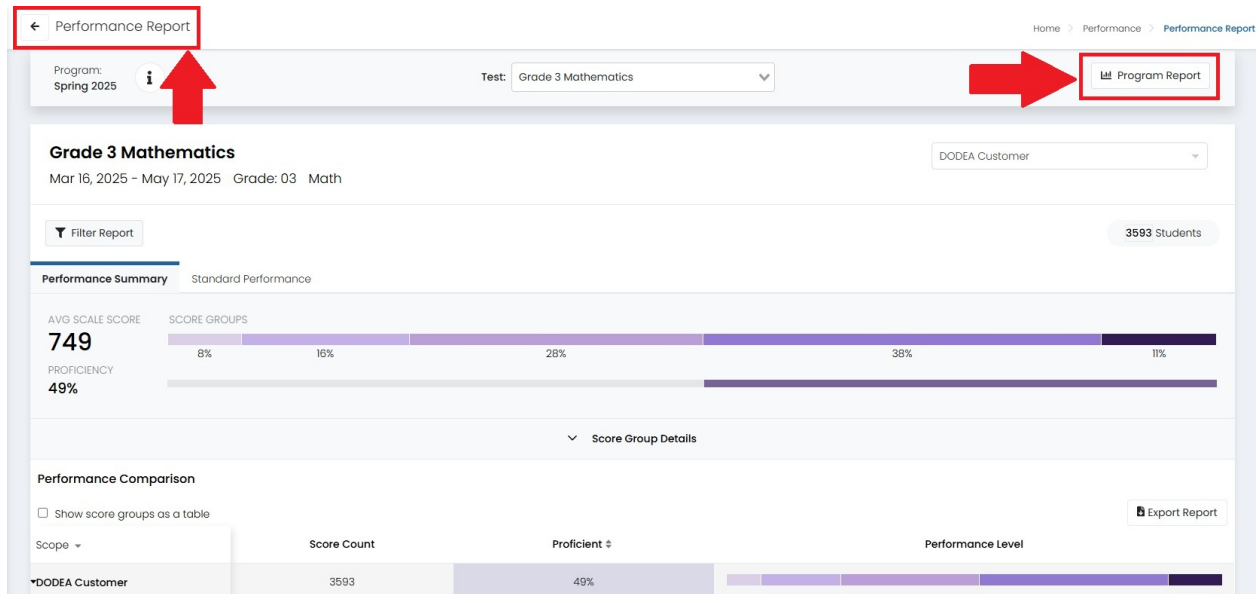 Performance Report
Home > Performance > Performance Report
Program:
Spring 2025
i
Test: Grade 3 Mathematics
Program Report
Grade 3 Mathematics
DODEA Customer
Mar 16, 2025 - May 17, 2025 Grade: 03 Math
Filter Report
3593 Students
Performance Summary Standard Performance
AVG SCALE SCORE SCORE GROUPS
749
8% 16% 28% 38% 11%
PROFICIENCY
49%
Score Group Details
Performance Comparison
Show score groups as a table
Export Report
Scope Score Count Proficient Performance Level
DODEA Customer 3593 49%